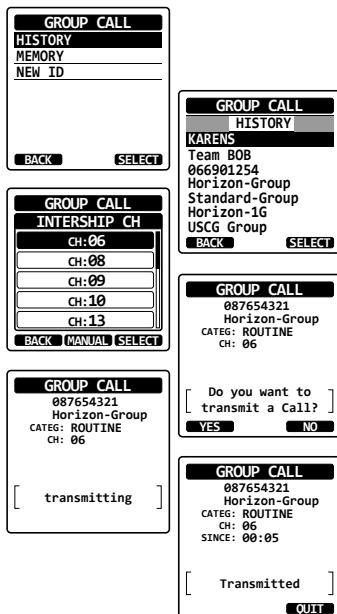 GROUP CALL
HISTORY
MEMORY
NEW ID
BACK SELECT
GROUP CALL
HISTORY
KARENS
Team BOB
066901254
Horizon-Group
Standard-Group
Horizon-1G
USCG Group
BACK SELECT
GROUP CALL
INTERSHIP CH
CH:06
CH:08
CH:09
CH:10
CH:13
BACK MANUAL SELECT
GROUP CALL
087654321
Horizon-Group
CATEG: ROUTINE
CH: 06
Do you want to
transmit a Call?
YES NO
GROUP CALL
087654321
Horizon-Group
CATEG: ROUTINE
CH: 06
transmitting
GROUP CALL
087654321
Horizon-Group
CATEG: ROUTINE
CH: 06
SINCE: 00:05
Transmitted
QUIT